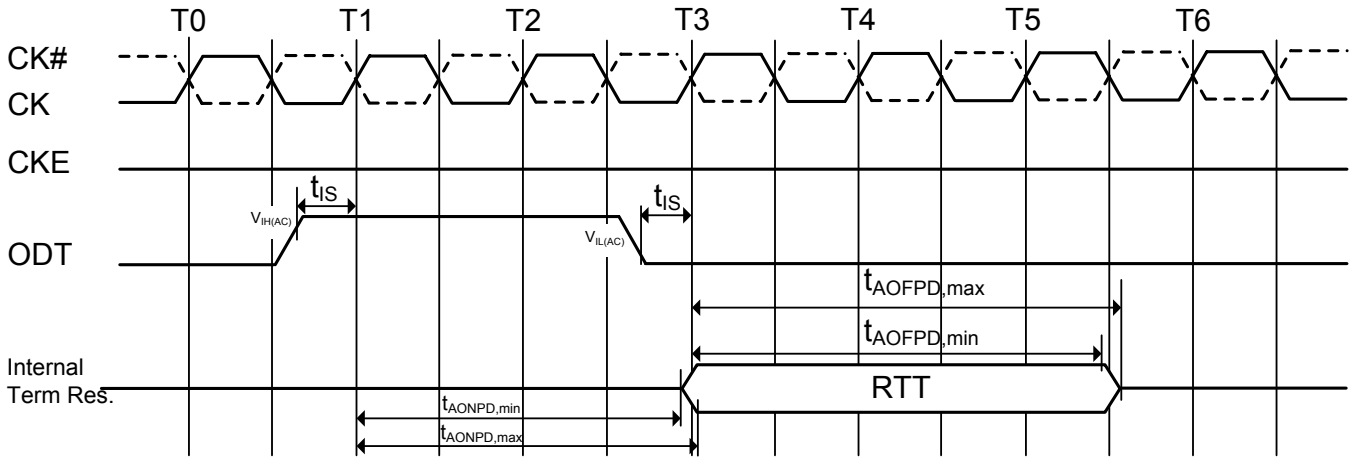 T0 T1 T2 T3 T4 T5 T6
CK#
CK
CKE
tIS tIS
VIH(AC) VIL(AC)
ODT
tAOFPD,max
tAOFPD,min
Internal
Term Res.
RTT
tAONPD,min
tAONPD,max